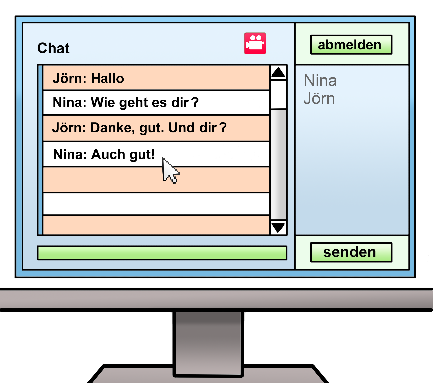 Chat
abmelden
Jörn: Hallo
Nina: Wie geht es dir?
Jörn: Danke, gut. Und dir?
Nina: Auch gut!
Nina
Jörn
senden